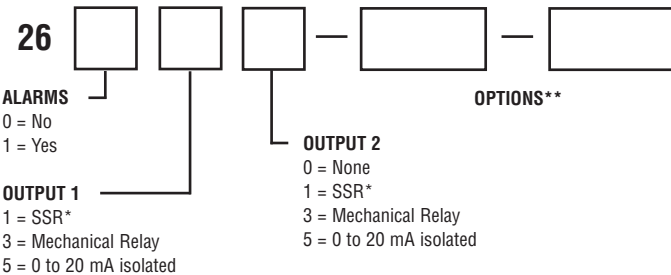 26 — —
ALARMS
0 = No
1 = Yes
OUTPUT 1
1 = SSR*
3 = Mechanical Relay
5 = 0 to 20 mA isolated
OUTPUT 2
0 = None
1 = SSR*
3 = Mechanical Relay
5 = 0 to 20 mA isolated
OPTIONS**